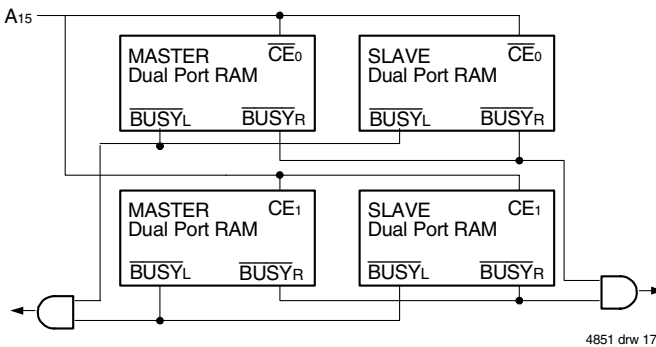 A15
MASTER CE0
Dual Port RAM
BUSYL BUSYR
SLAVE CE0
Dual Port RAM
BUSYL BUSYR
MASTER CE1
Dual Port RAM
BUSYL BUSYR
SLAVE CE1
Dual Port RAM
BUSYL BUSYR
4851 drw 17